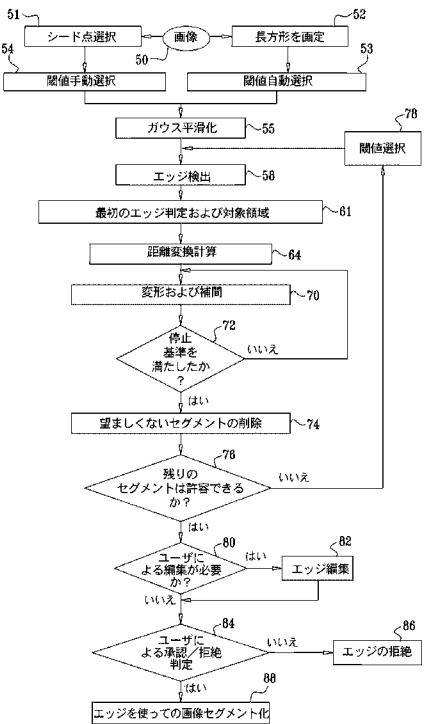 51
52
シード点選択
画像
長方形を画定
54
50
53
閾値手動選択
閾値自動選択
78
ガウス平滑化
55
閾値選択
エッジ検出
58
最初のエッジ判定および対象領域
61
距離変換計算
64
変形および補間
70
72
停止
基準を
満たしたか
?
いいえ
はい
望ましくないセグメントの削除
74
76
残りの
セグメントは許容できる
か?
いいえ
はい
80
ユーザに
よる編集が必要
か?
はい
82
エッジ編集
いいえ
84
ユーザに
よる承認/拒絶
判定
いいえ
86
エッジの拒絶
はい
88
エッジを使っての画像セグメント化